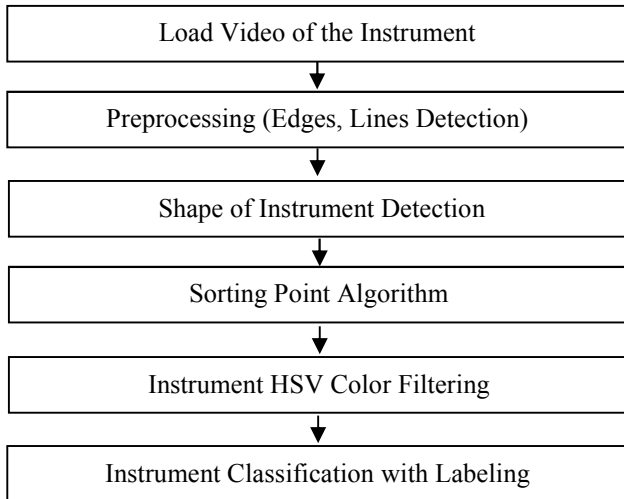 Load Video of the Instrument
Preprocessing (Edges, Lines Detection)
Shape of Instrument Detection
Sorting Point Algorithm
Instrument HSV Color Filtering
Instrument Classification with Labeling